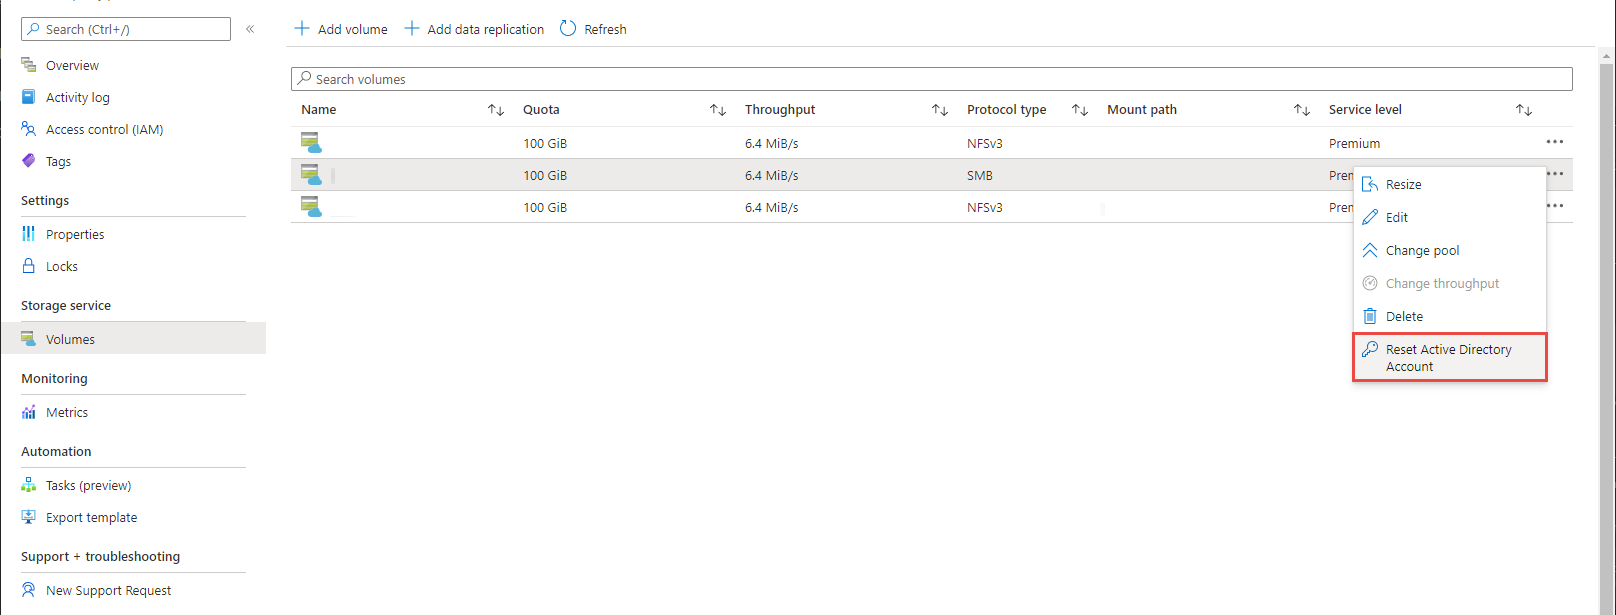 Search (Ctrl+/)
«
Add volume
Add data replication
Refresh
Overview
Activity log
Access control (IAM)
Tags
Settings
Properties
Locks
Storage service
Volumes
Monitoring
Metrics
Automation
Tasks (preview)
Export template
Support + troubleshooting
New Support Request
Search volumes
Name Quota Throughput Protocol type Mount path Service level
100 GiB 6.4 MiB/s NFSv3 Premium
100 GiB 6.4 MiB/s SMB Prem
100 GiB 6.4 MiB/s NFSv3 Prem
Resize
Edit
Change pool
Change throughput
Delete
Reset Active Directory
Account